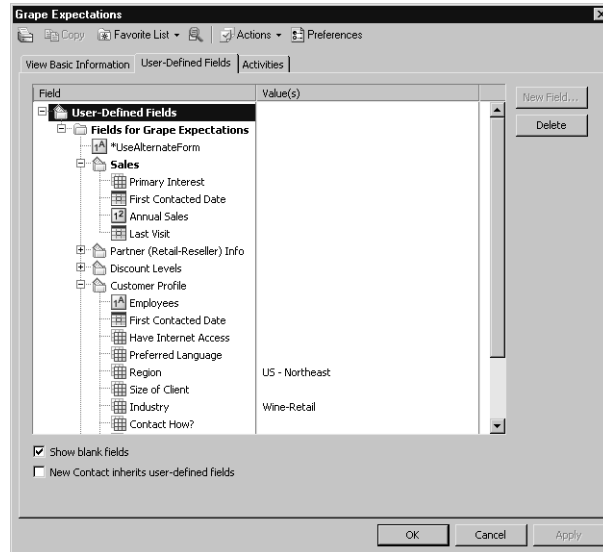 Grape Expectations
Copy Favorite List Actions Preferences
View Basic Information User-Defined Fields Activities
Field Value(s)
New Field...
User-Defined Fields
Delete
Fields for Grape Expectations
*UseAlternateForm
Sales
Primary Interest
First Contacted Date
Annual Sales
Last Visit
Partner (Retail-Reseller) Info
Discount Levels
Customer Profile
Employees
First Contacted Date
Have Internet Access
Preferred Language
Region US - Northeast
Size of Client
Industry Wine-Retail
Contact How?
Show blank fields
New Contact inherits user-defined fields
OK Cancel Apply